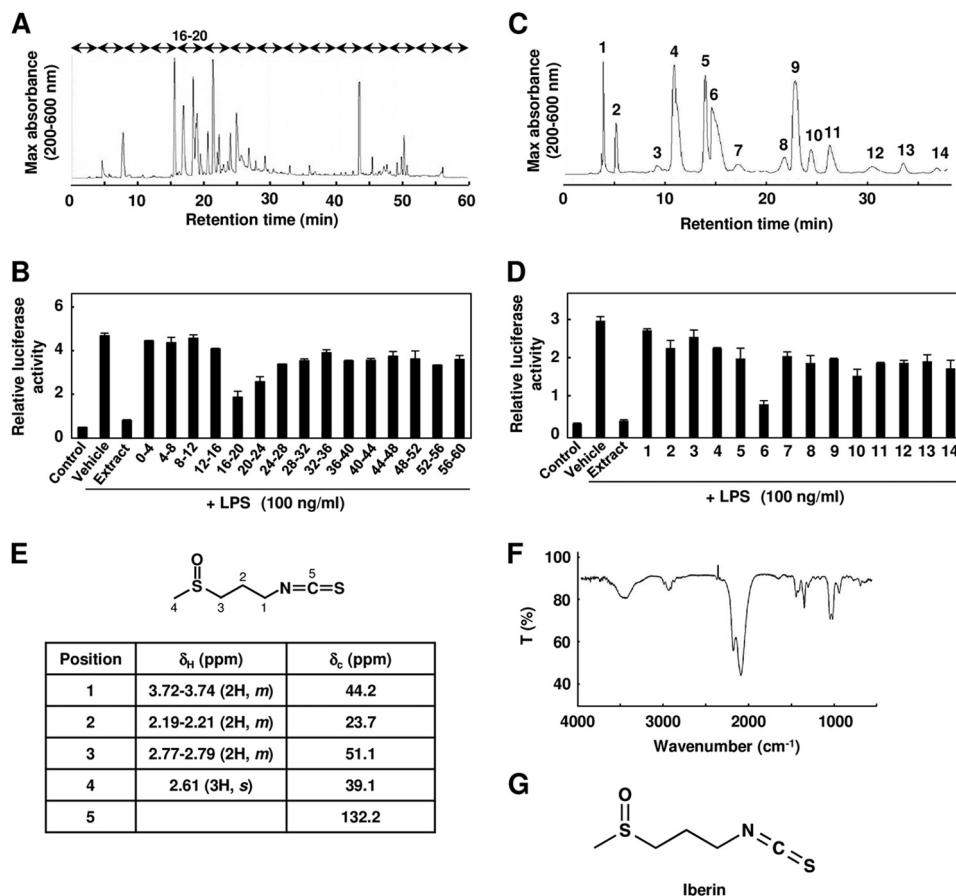 A
16-20
Max absorbance
(200-600 nm)
0 10 20 30 40 50 60
Retention time (min)
B
Relative luciferase
activity
6
4
2
0
Control
Vehicle
Extract
0-4
4-8
8-12
12-16
16-20
20-24
24-28
28-32
32-36
36-40
40-44
44-48
48-52
52-56
56-60
+ LPS (100 ng/ml)
C
Max absorbance
(200-600 nm)
1 2 3 4 5 6 7 8 9 10 11 12 13 14
0 10 20 30
Retention time (min)
D
Relative luciferase
activity
3
2
1
0
Control
Vehicle
Extract
1 2 3 4 5 6 7 8 9 10 11 12 13 14
+ LPS (100 ng/ml)
E
O
S
N
C
S
4
3
2
1
5
Position δH (ppm) δc (ppm)
1 3.72-3.74 (2H, m) 44.2
2 2.19-2.21 (2H, m) 23.7
3 2.77-2.79 (2H, m) 51.1
4 2.61 (3H, s) 39.1
5 132.2
F
T (%)
100
80
60
40
4000 3000 2000 1000
Wavenumber (cm-1)
G
O
S
N
C
S
Iberin